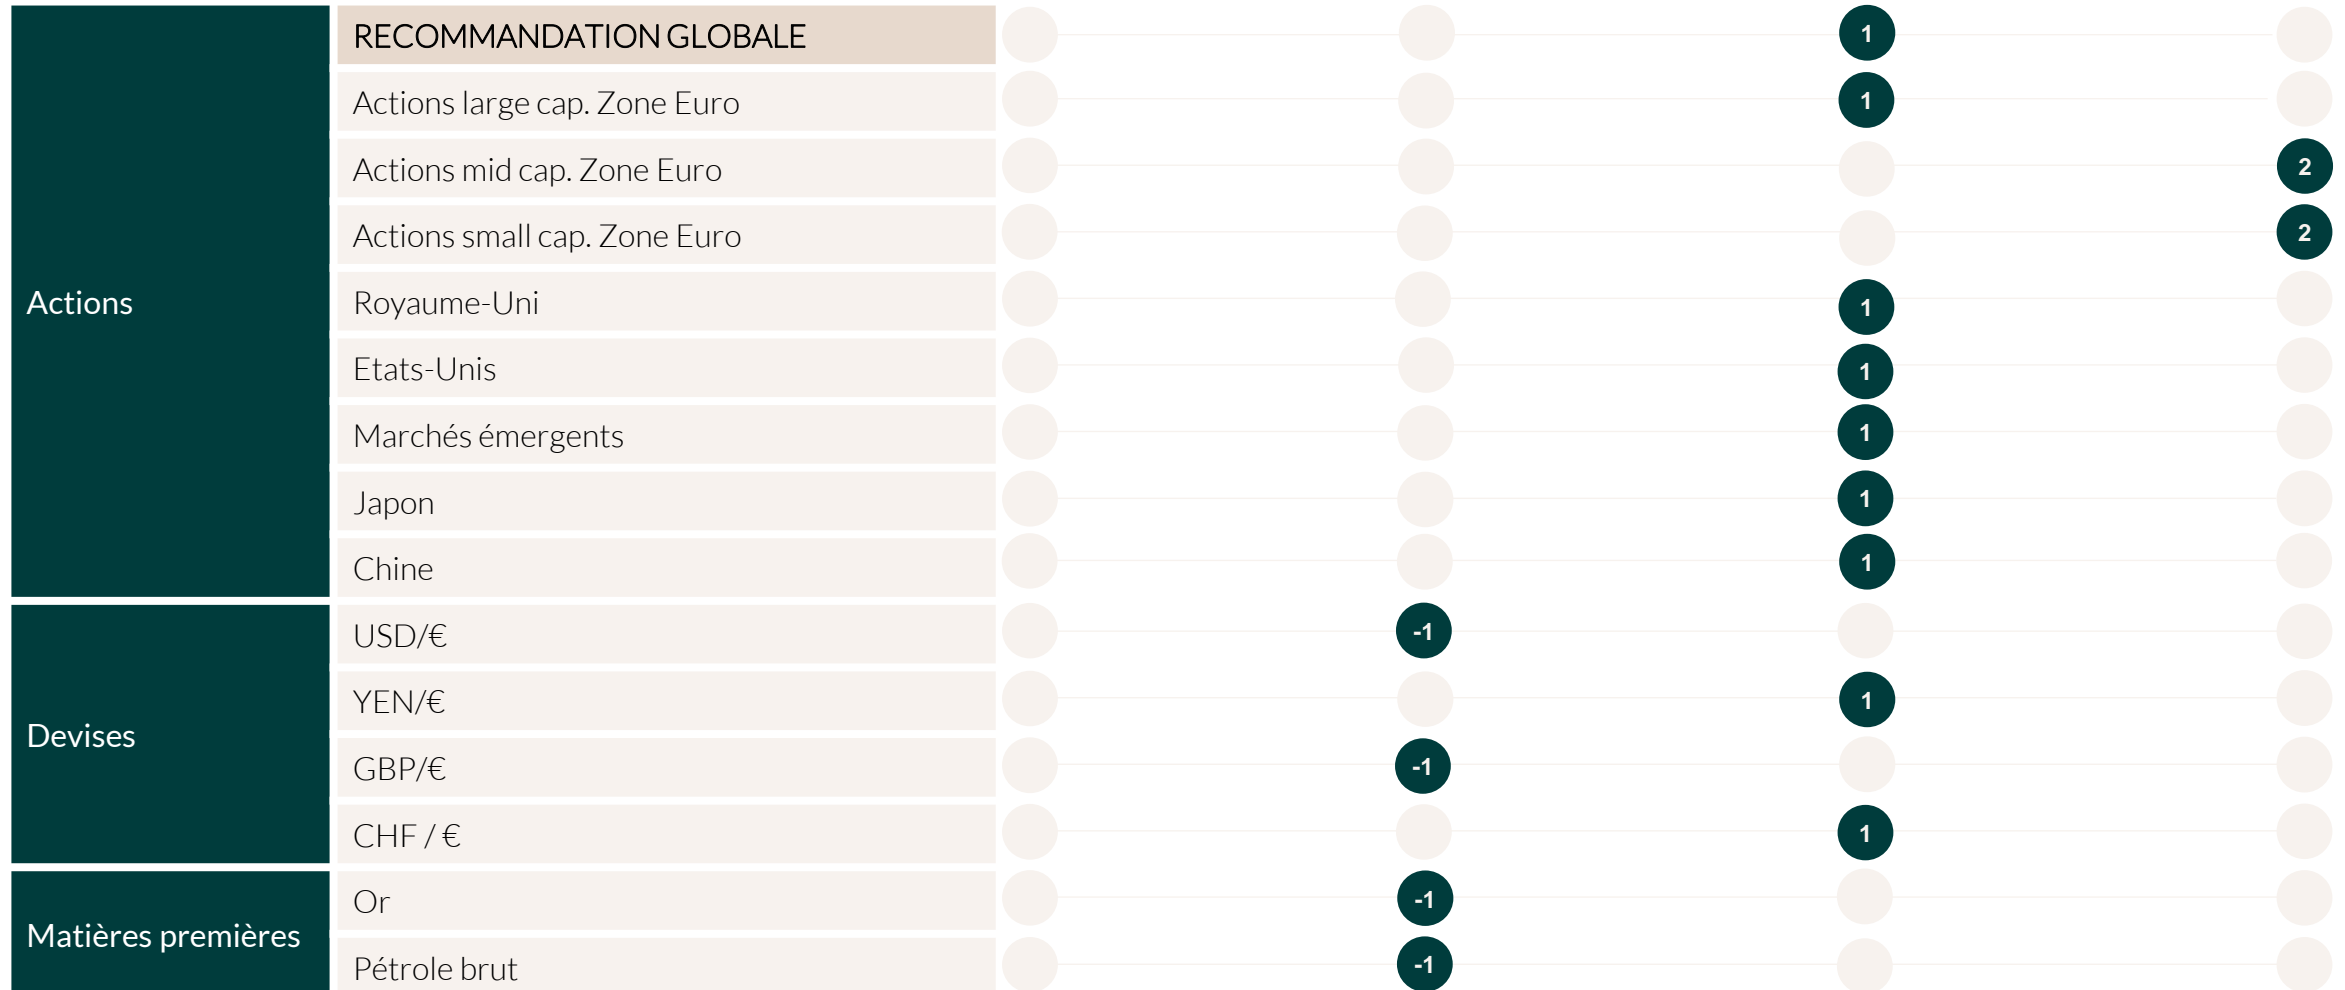 RECOMMANDATION GLOBALE 1
Actions large cap. Zone Euro 1
Actions mid cap. Zone Euro 2
Actions small cap. Zone Euro 2
Actions
Royaume-Uni 1
Etats-Unis 1
Marchés émergents 1
Japon 1
Chine 1
USD/€ -1
YEN/€ 1
Devises
GBP/€ -1
CHF / € 1
Or -1
Matières premières
Pétrole brut -1